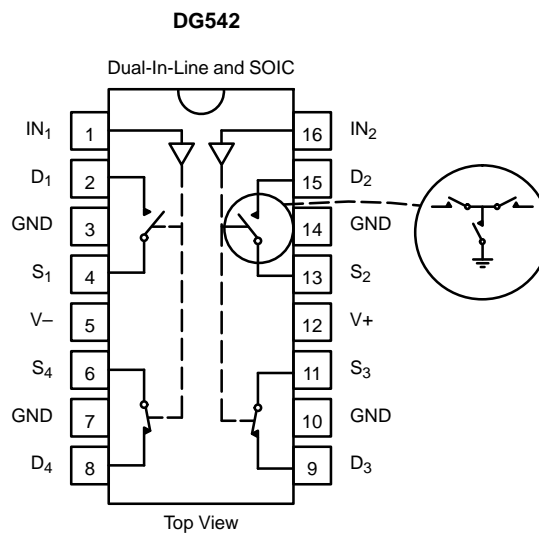 DG542
Dual-In-Line and SOIC
IN1 1 16 IN2
D1 2 15 D2
GND 3 14 GND
S1 4 13 S2
V– 5 12 V+
S4 6 11 S3
GND 7 10 GND
D4 8 9 D3
Top View